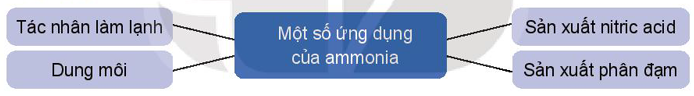 Tác nhân làm lạnh
Dung môi
Một số ứng dụng
của ammonia
Sản xuất nitric acid
Sản xuất phân đạm